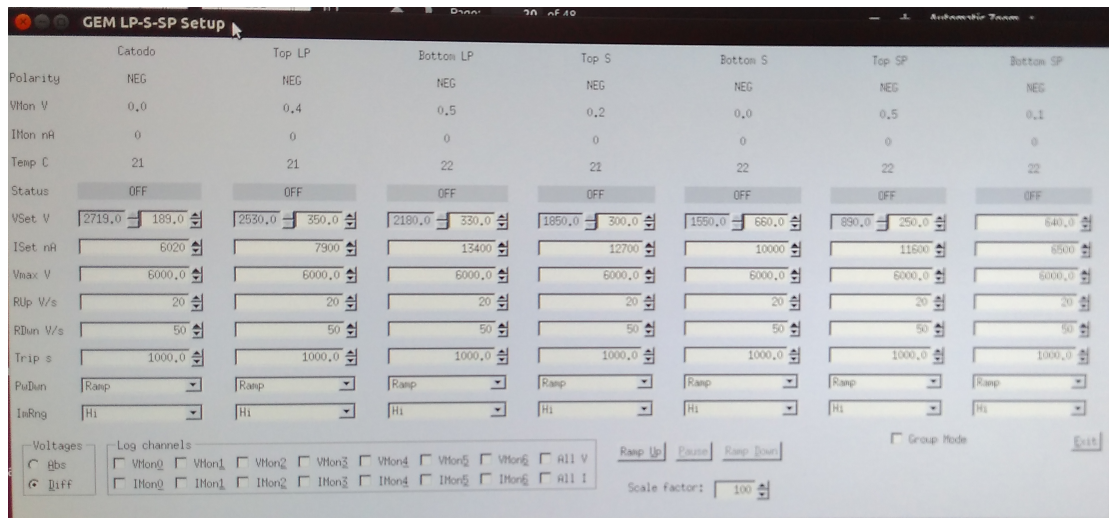 GEM LP-S-SP Setup
Page: 20 of 49 Automatic Zoom
Catodo Top LP Bottom LP Top S Bottom S Top SP Bottom SP
Polarity NEG NEG NEG NEG NEG NEG NEG
VMon V 0,0 0,4 0,5 0,2 0,0 0,5 0,1
IMon nA 0 0 0 0 0 0 0
Temp C 21 21 22 22 22 22 22
Status OFF OFF OFF OFF OFF OFF OFF
VSet V 2719,0 189,0 2530,0 350,0 2180,0 330,0 1850,0 300,0 1550,0 660,0 890,0 250,0 640,0
ISet nA 6020 7900 13400 12700 10000 11600 6500
Vmax V 6000,0 6000,0 6000,0 6000,0 6000,0 6000,0 6000,0
RUp V/s 20 20 20 20 20 20 20
RDwn V/s 50 50 50 50 50 50 50
Trip s 1000,0 1000,0 1000,0 1000,0 1000,0 1000,0 1000,0
PwDwn Ramp Ramp Ramp Ramp Ramp Ramp Ramp
ImRng Hi Hi Hi Hi Hi Hi Hi
Voltages Log channels Group Mode Exit
Abs VMon0 VMon1 VMon2 VMon3 VMon4 VMon5 VMon6 All V Ramp Up Pause Ramp Down
Diff IMon0 IMon1 IMon2 IMon3 IMon4 IMon5 IMon6 All I Scale factor: 100